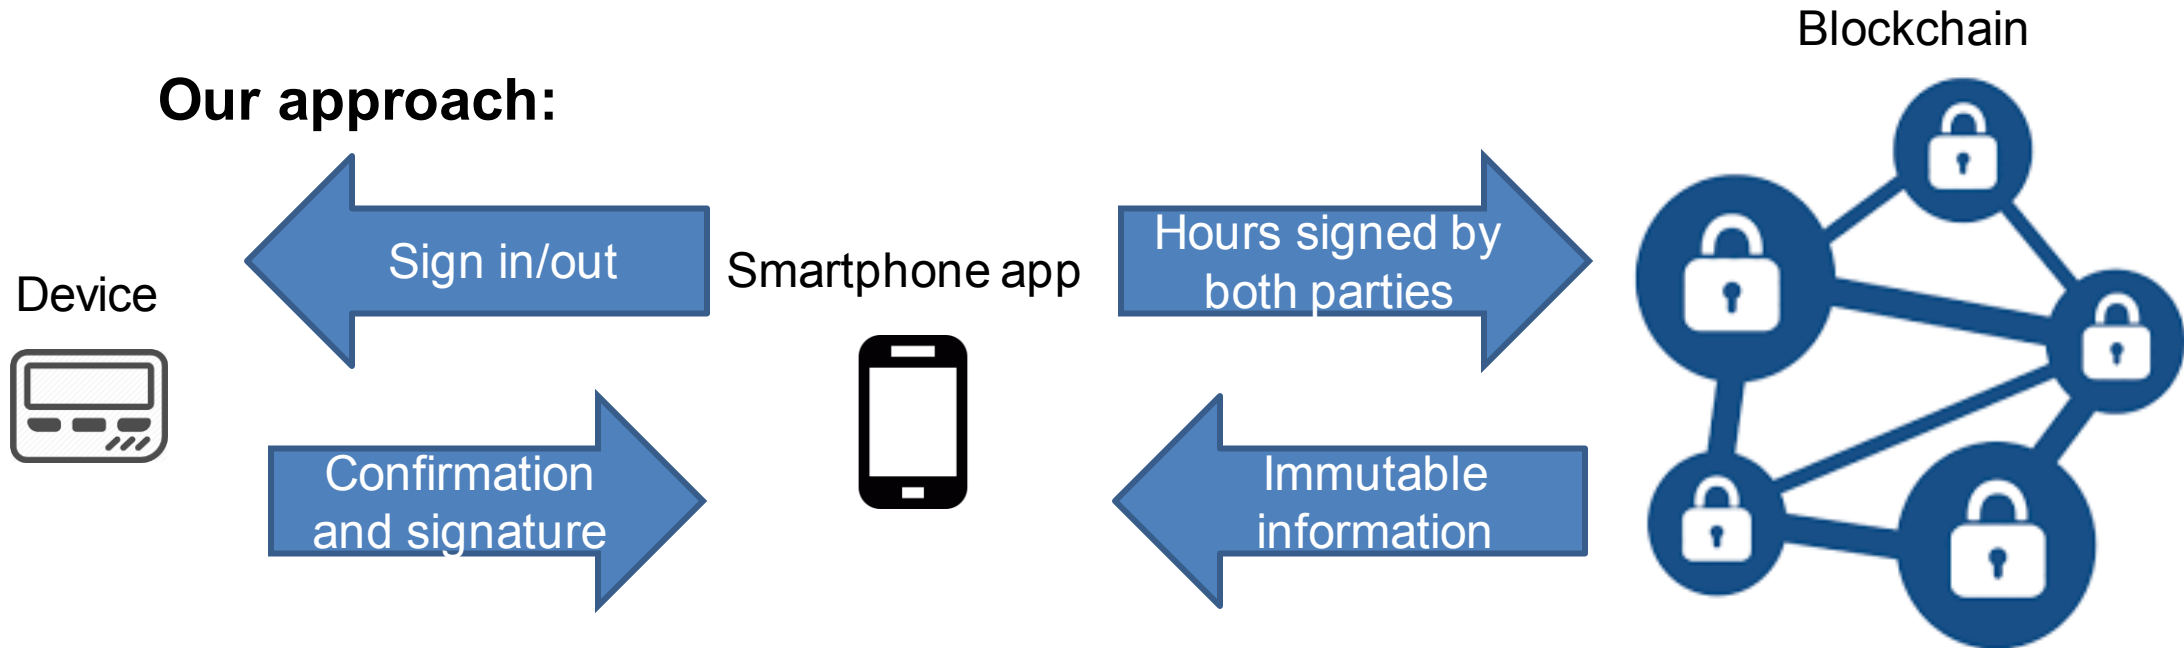 Blockchain
Our approach:
Sign in/out
Smartphone app
Hours signed by
both parties
Device
Confirmation
and signature
Immutable
information